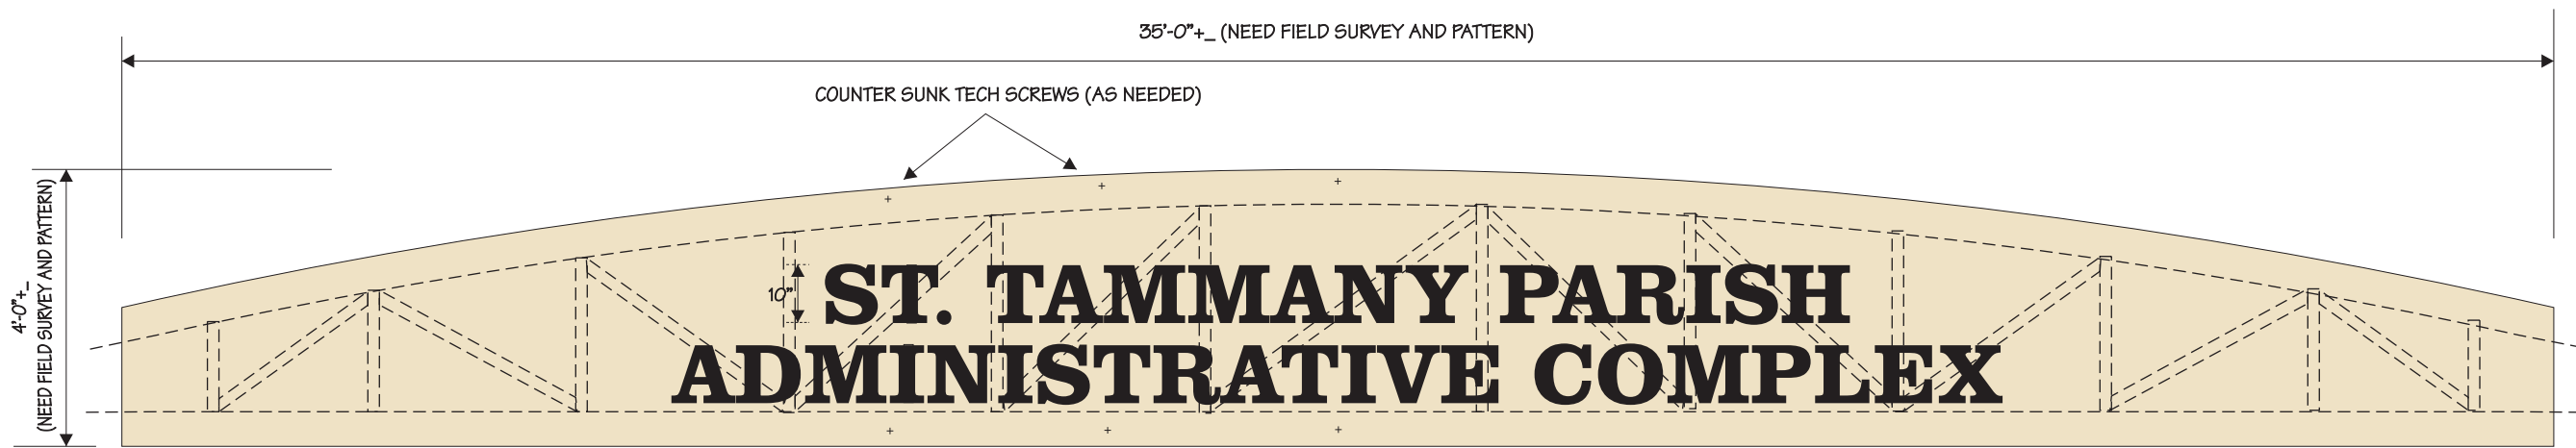 35'-0"+_ (NEED FIELD SURVEY AND PATTERN)
COUNTER SUNK TECH SCREWS (AS NEEDED)
4'-0"+_
(NEED FIELD SURVEY AND PATTERN)
10"
ST. TAMMANY PARISH
ADMINISTRATIVE COMPLEX